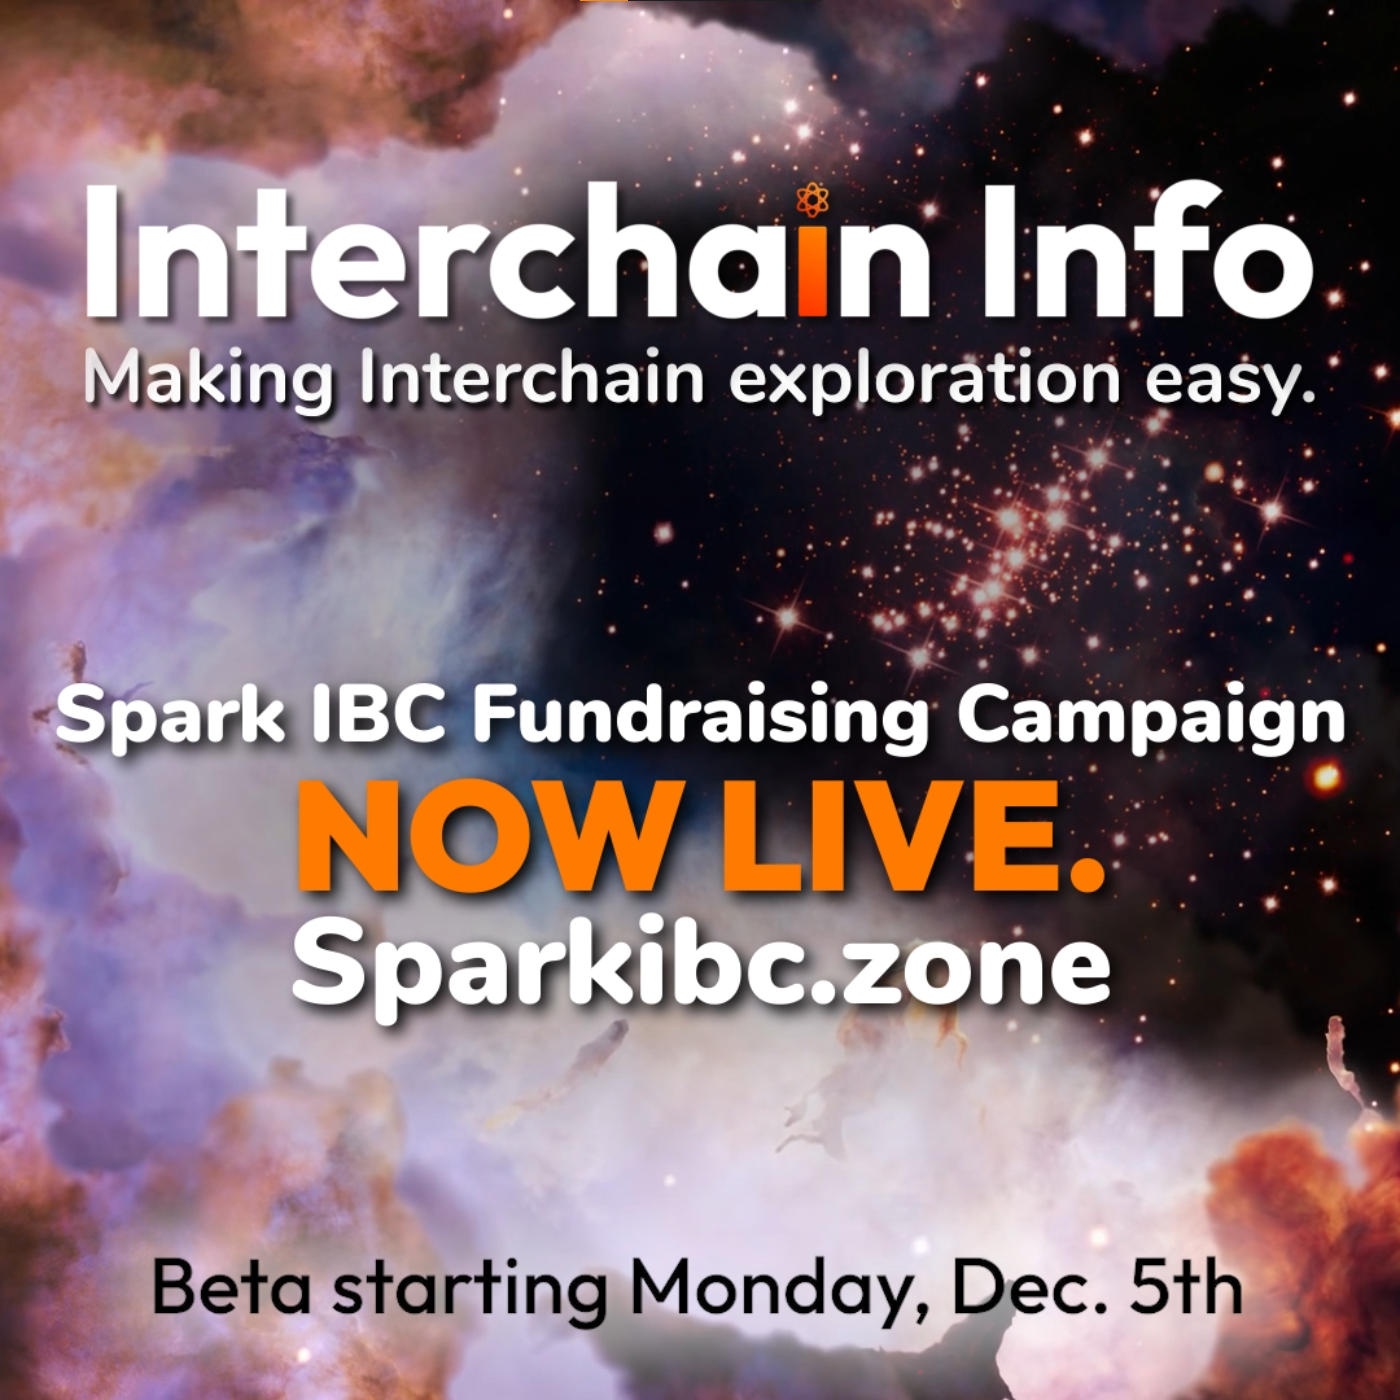 Interchain Info
Making Interchain exploration easy.
Spark IBC Fundraising Campaign
NOW LIVE.
Sparkibc.zone
Beta starting Monday, Dec. 5th